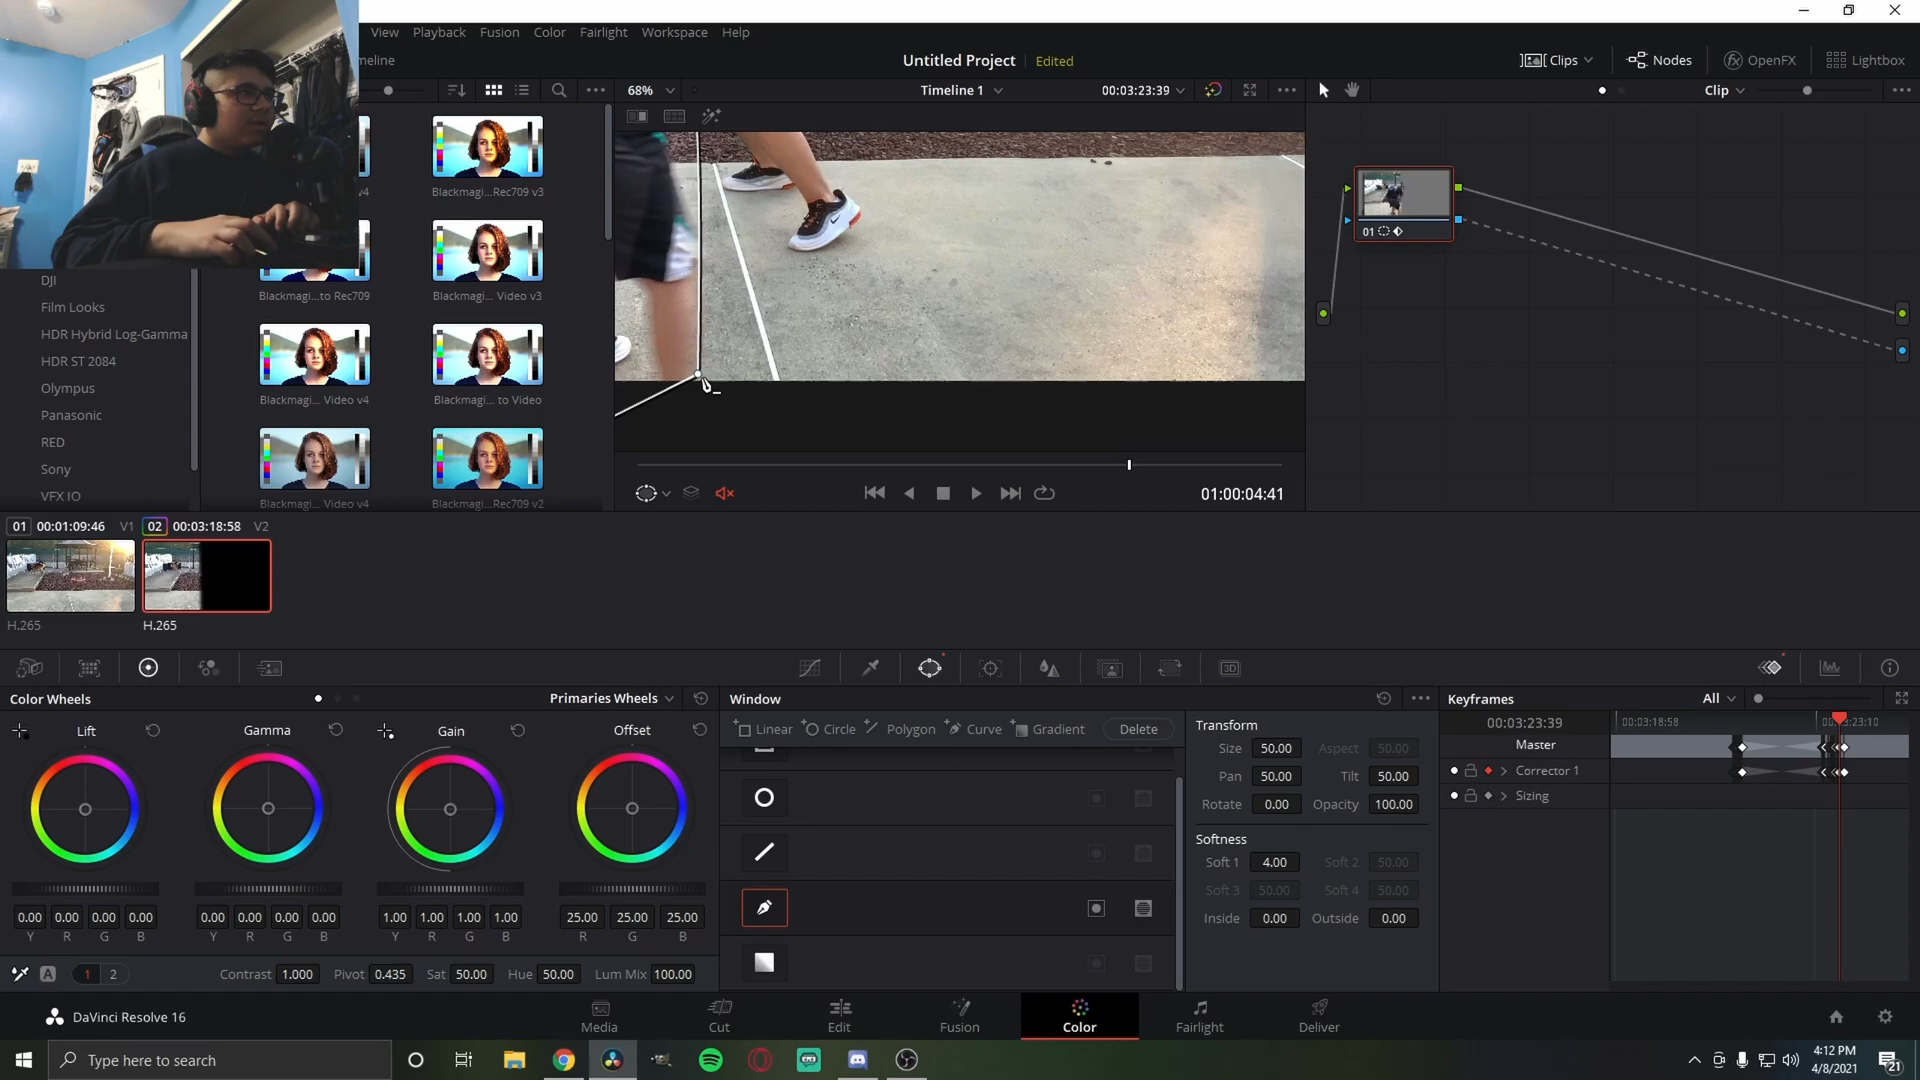 View Playback Fusion Color Fairlight Workspace Help
meline
Untitled Project Edited
Clips Nodes OpenFX Lightbox
68% Timeline 1 00:03:23:39 Clip
v4 Blackmagi...Rec709 v3
Blackmagi...to Rec709 Blackmagi... Video v3
Blackmagi... Video v4 Blackmagi... to Video
Blackmagi... Video v4 Blackmagi...Rec709 v2
DJI
Film Looks
HDR Hybrid Log-Gamma
HDR ST 2084
Olympus
Panasonic
RED
Sony
VFX IO
01
01:00:04:41
01 00:01:09:46 V1 02 00:03:18:58 V2
H.265 H.265
3D
Color Wheels Primaries Wheels
Lift Gamma Gain Offset
0.00 0.00 0.00 0.00 0.00 0.00 0.00 0.00 1.00 1.00 1.00 1.00 25.00 25.00 25.00
Y R G B Y R G B Y R G B R G B
A 1 2 Contrast 1.000 Pivot 0.435 Sat 50.00 Hue 50.00 Lum Mix 100.00
Window
Linear Circle Polygon Curve Gradient Delete
Transform
Size 50.00 Aspect 50.00
Pan 50.00 Tilt 50.00
Rotate 0.00 Opacity 100.00
Softness
Soft 1 4.00 Soft 2 50.00
Soft 3 50.00 Soft 4 50.00
Inside 0.00 Outside 0.00
Keyframes All
00:03:23:39 00:03:18:58 :3:23:10
Master
Corrector 1
Sizing
DaVinci Resolve 16
Media Cut Edit Fusion Color Fairlight Deliver
Type here to search
4:12 PM
4/8/2021
21